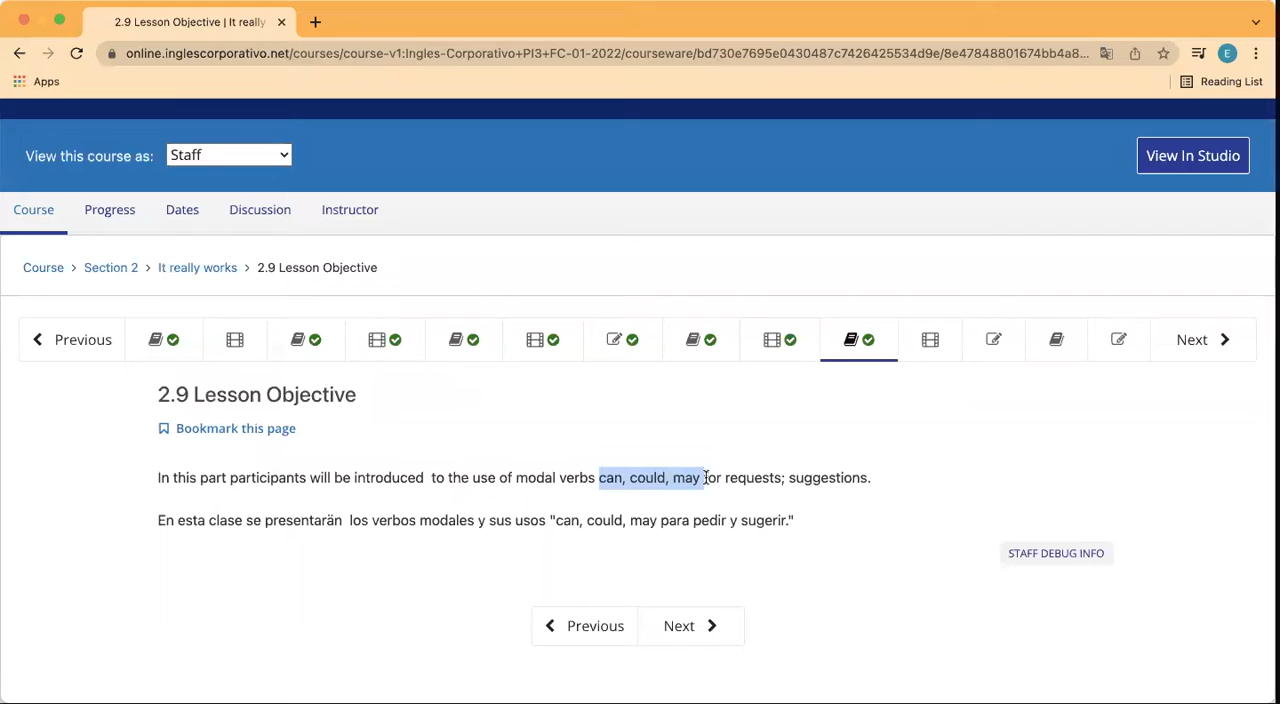 2.9 Lesson Objective | It really
online.inglescorporativo.net/courses/course-v1:Ingles-Corporativo+PI3+FC-01-2022/courseware/bd730e7695e0430487c7426425534d9e/8e47848801674bb4a8...
E
Apps
Reading List
View this course as:
Staff
View In Studio
Course
Progress
Dates
Discussion
Instructor
Course > Section 2 > It really works > 2.9 Lesson Objective
Previous
Next
2.9 Lesson Objective
Bookmark this page
In this part participants will be introduced to the use of modal verbs can, could, may for requests; suggestions.
En esta clase se presentarän los verbos modales y sus usos "can, could, may para pedir y sugerir."
STAFF DEBUG INFO
Previous
Next